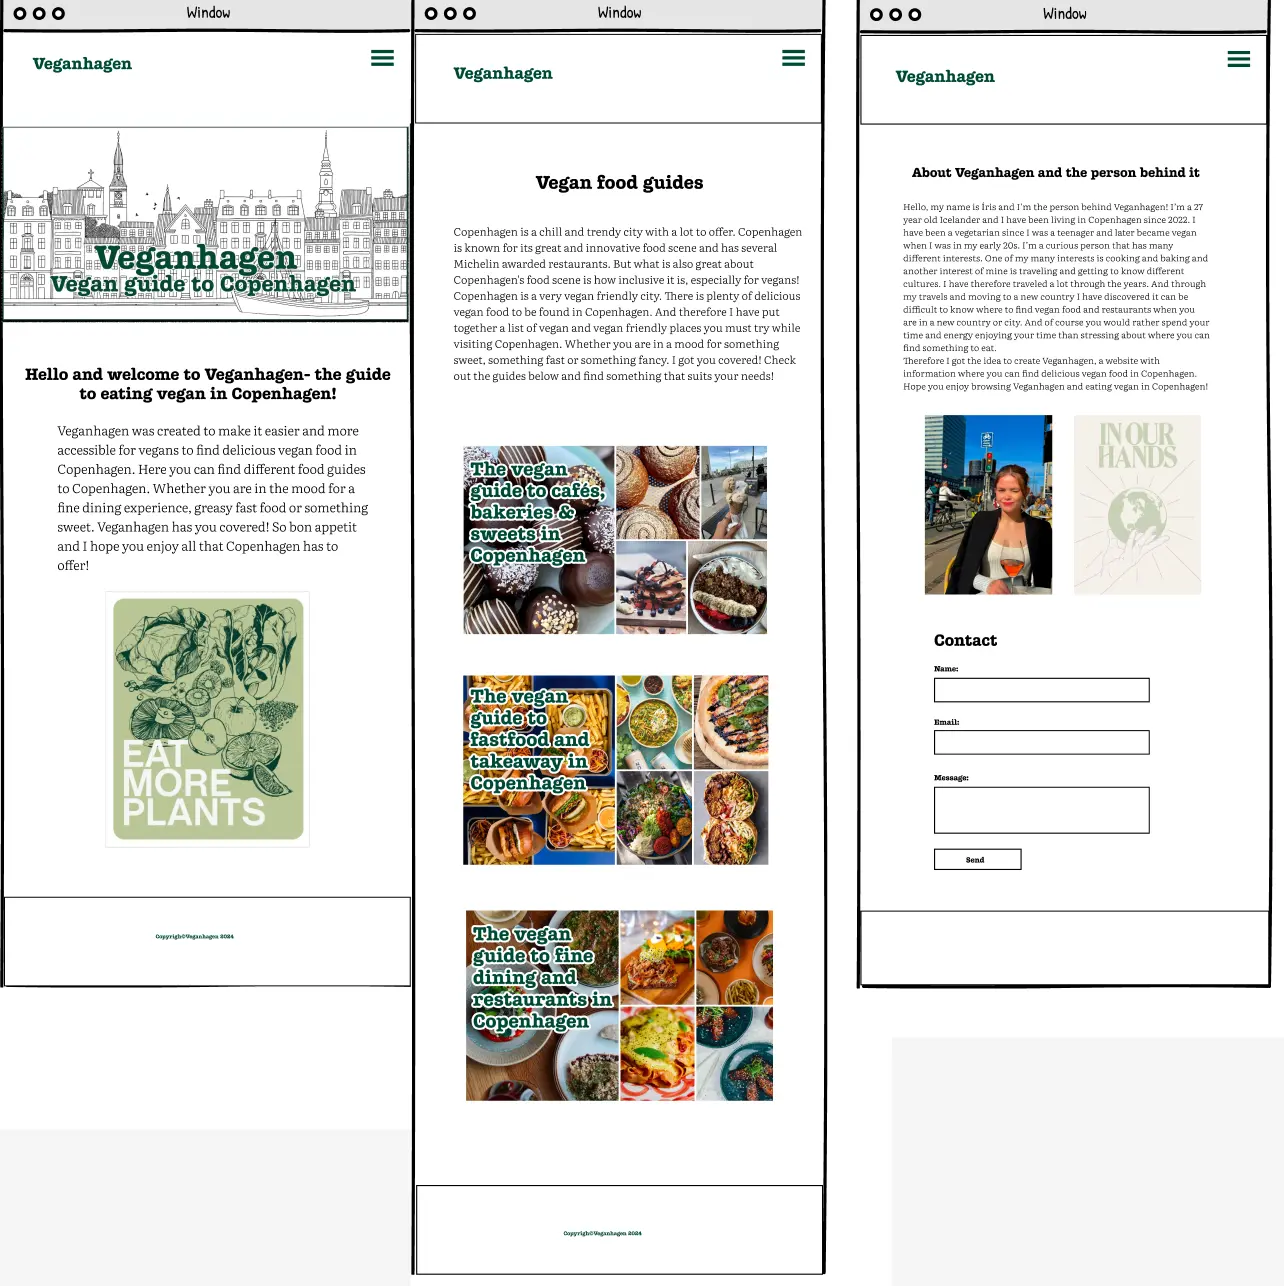 Window
Veganhagen
Veganhagen
Vegan guide to Copenhagen
Hello and welcome to Veganhagen- the guide
to eating vegan in Copenhagen!
Veganhagen was created to make it easier and more
accessible for vegans to find delicious vegan food in
Copenhagen. Here you can find different food guides
to Copenhagen. Whether you are in the mood for a
fine dining experience, greasy fast food or something
sweet. Veganhagen has you covered! So bon appetit
and I hope you enjoy all that Copenhagen has to
offer!
EAT
MORE
PLANTS
Copyrigh©Veganhagen 2024
Window
Veganhagen
Vegan food guides
Copenhagen is a chill and trendy city with a lot to offer. Copenhagen
is known for its great and innovative food scene and has several
Michelin awarded restaurants. But what is also great about
Copenhagen's food scene is how inclusive it is, especially for vegans!
Copenhagen is a very vegan friendly city. There is plenty of delicious
vegan food to be found in Copenhagen. And therefore I have put
together a list of vegan and vegan friendly places you must try while
visiting Copenhagen. Whether you are in a mood for something
sweet, something fast or something fancy. I got you covered! Check
out the guides below and find something that suits your needs!
The vegan
guide to cafés,
bakeries &
sweets in
Copenhagen
The vegan
guide to
fastfood and
takeaway in
Copenhagen
The vegan
guide to fine
dining and
restaurants in
Copenhagen
Copyrigh©Veganhagen 2024
Window
Veganhagen
About Veganhagen and the person behind it
Hello, my name is Íris and I'm the person behind Veganhagen! I'm a 27
year old Icelander and I have been living in Copenhagen since 2022. I
have been a vegetarian since I was a teenager and later became vegan
when I was in my early 20s. I'm a curious person that has many
different interests. One of my many interests is cooking and baking and
another interest of mine is traveling and getting to know different
cultures. I have therefore traveled a lot through the years. And through
my travels and moving to a new country I have discovered it can be
difficult to know where to find vegan food and restaurants when you
are in a new country or city. And of course you would rather spend your
time and energy enjoying your time than stressing about where you can
find something to eat.
Therefore I got the idea to create Veganhagen, a website with
information where you can find delicious vegan food in Copenhagen.
Hope you enjoy browsing Veganhagen and eating vegan in Copenhagen!
IN OUR
HANDS
Contact
Name:
Email:
Message:
Send